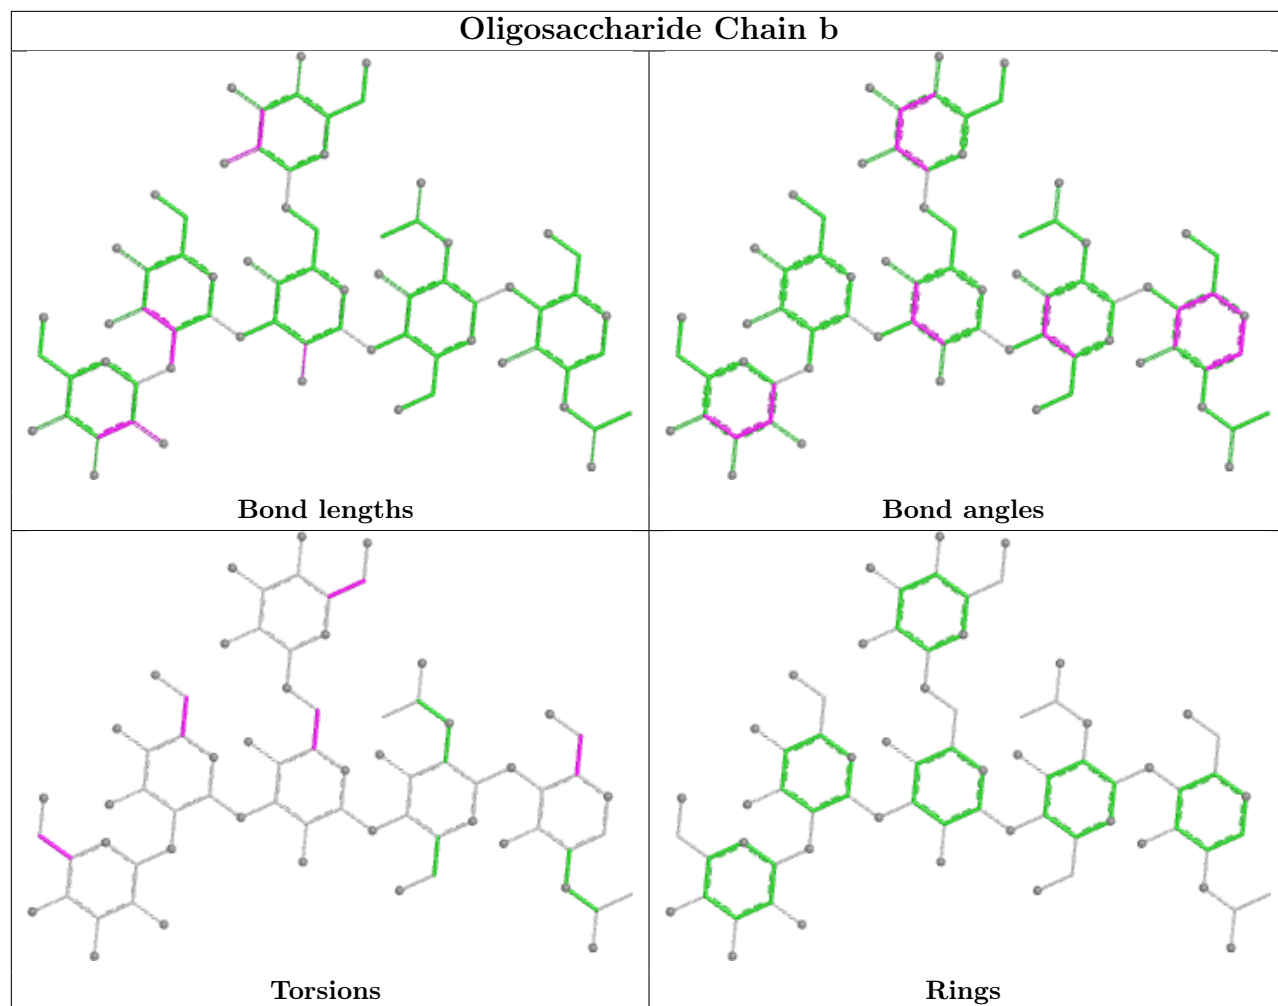 Oligosaccharide Chain b
Bond lengths
Bond angles
Torsions
Rings